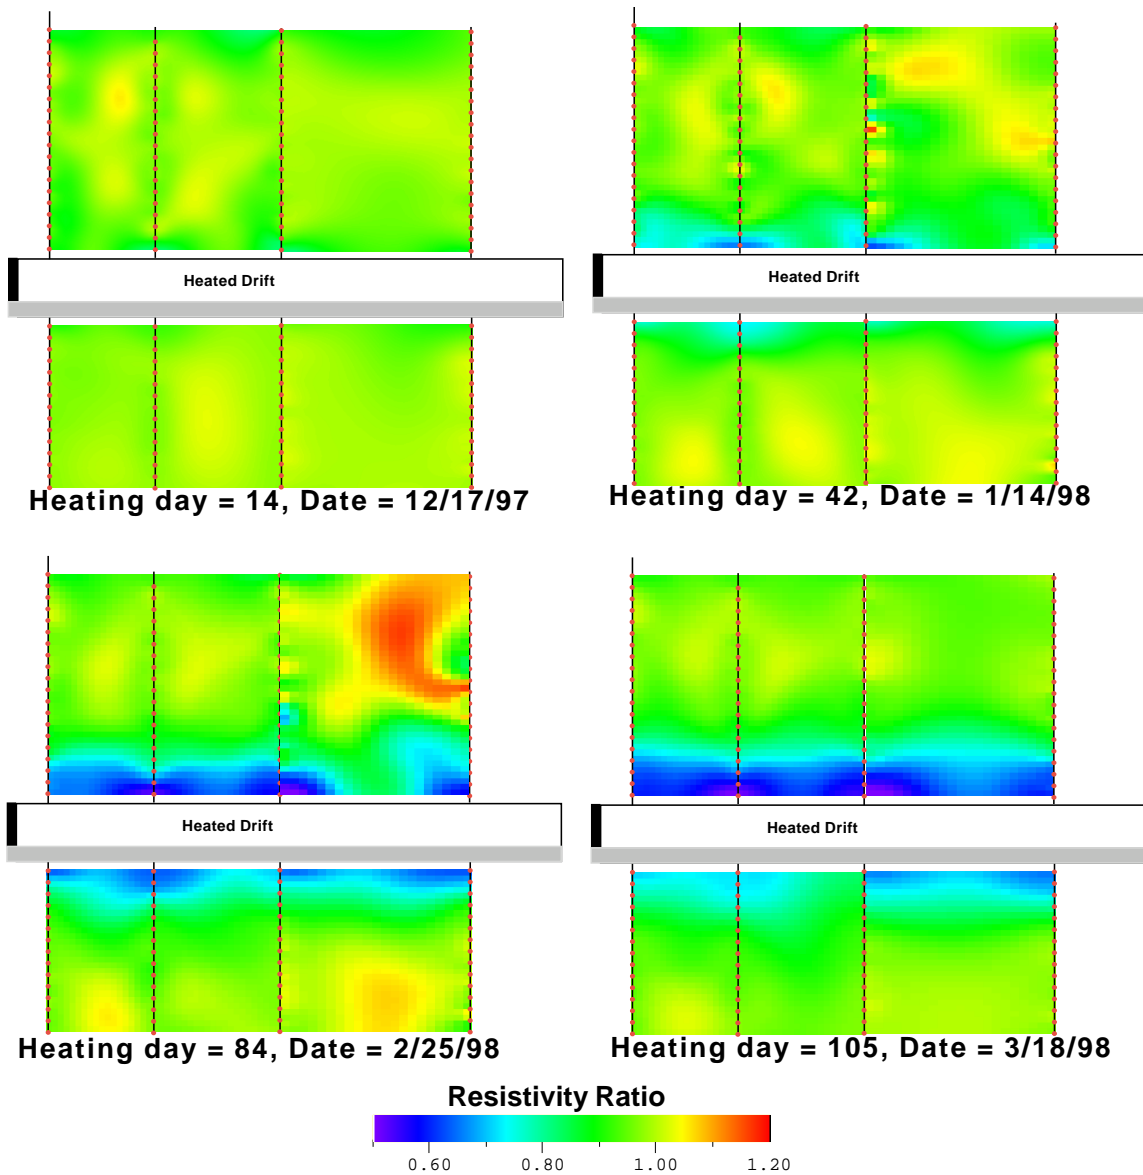 Heated Drift
Heated Drift
Heating day = 14, Date = 12/17/97
Heating day = 42, Date = 1/14/98
Heated Drift
Heated Drift
Heating day = 84, Date = 2/25/98
Heating day = 105, Date = 3/18/98
Resistivity Ratio
0.60 0.80 1.00 1.20